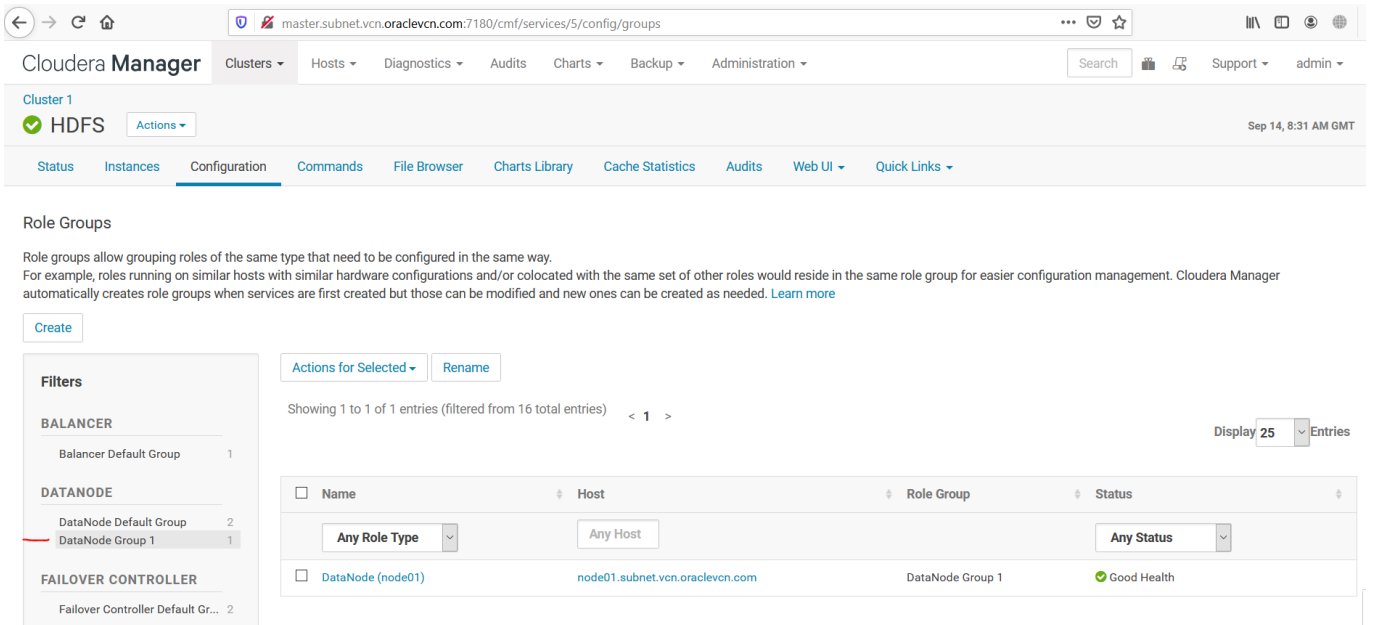 master.subnet.vcn.oraclevcn.com:7180/cmf/services/5/config/groups
Cloudera Manager Clusters Hosts Diagnostics Audits Charts Backup Administration Search Support admin
Cluster 1
HDFS Actions
Sep 14, 8:31 AM GMT
Status Instances Configuration Commands File Browser Charts Library Cache Statistics Audits Web UI Quick Links
Role Groups
Role groups allow grouping roles of the same type that need to be configured in the same way.
For example, roles running on similar hosts with similar hardware configurations and/or colocated with the same set of other roles would reside in the same role group for easier configuration management. Cloudera Manager
automatically creates role groups when services are first created but those can be modified and new ones can be created as needed. Learn more
Create
Filters
BALANCER
Balancer Default Group 1
DATANODE
DataNode Default Group 2
DataNode Group 1 1
FAILOVER CONTROLLER
Failover Controller Default Gr... 2
Actions for Selected Rename
Showing 1 to 1 of 1 entries (filtered from 16 total entries) < 1 >
Display 25 Entries
Name Host Role Group Status
Any Role Type Any Host Any Status
DataNode (node01) node01.subnet.vcn.oraclevcn.com DataNode Group 1 Good Health